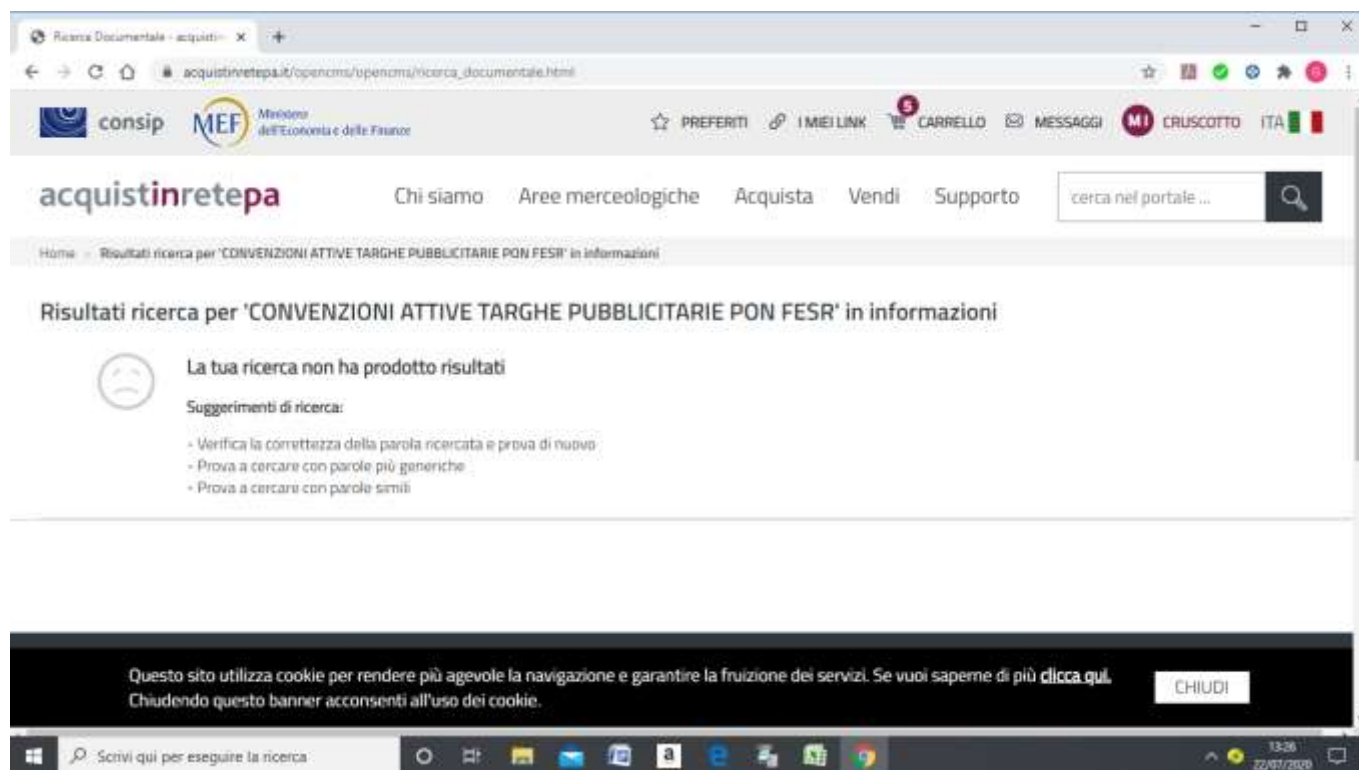 Ricerca Documentale - acquisti
acquistinretepa.it/opencms/opencms/ricerca_documentale.html
consip MEF Ministero
dell'Economia e delle Finanze
PREFERITI I MIEI LINK 5 CARRELLO MESSAGGI MI CRUSCOTTO ITA
acquistinretepa Chi siamo Aree merceologiche Acquista Vendi Supporto cerca nel portale ...
Home Risultati ricerca per 'CONVENZIONI ATTIVE TARGHE PUBBLICITARIE PON FESR' in informazioni
Risultati ricerca per 'CONVENZIONI ATTIVE TARGHE PUBBLICITARIE PON FESR' in informazioni
La tua ricerca non ha prodotto risultati
Suggerimenti di ricerca:
- Verifica la correttezza della parola ricercata e prova di nuovo
- Prova a cercare con parole più generiche
- Prova a cercare con parole simili
Questo sito utilizza cookie per rendere più agevole la navigazione e garantire la fruizione dei servizi. Se vuoi saperne di più clicca qui.
Chiudendo questo banner acconsenti all'uso dei cookie.
CHIUDI
Scrivi qui per eseguire la ricerca
13:26
22/07/2020